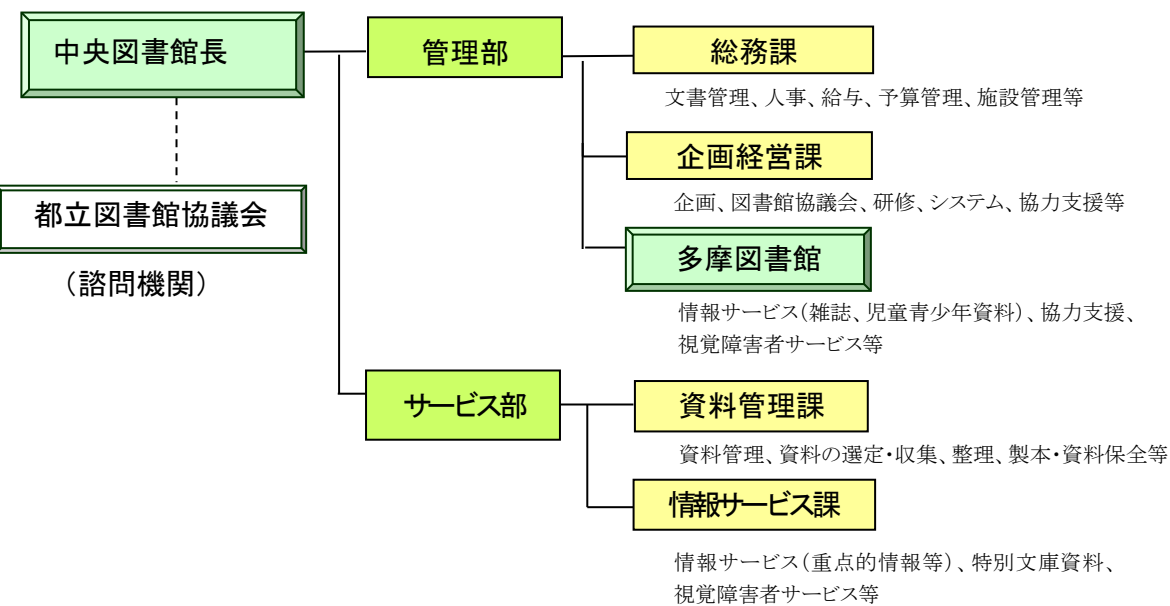 中央図書館長
管理部
総務課
文書管理、人事、給与、予算管理、施設管理等
企画経営課
企画、図書館協議会、研修、システム、協力支援等
都立図書館協議会
(諮問機関)
多摩図書館
情報サービス(雑誌、児童青少年資料)、協力支援、
視覚障害者サービス等
サービス部
資料管理課
資料管理、資料の選定・収集、整理、製本・資料保全等
情報サービス課
情報サービス(重点的情報等)、特別文庫資料、
視覚障害者サービス等